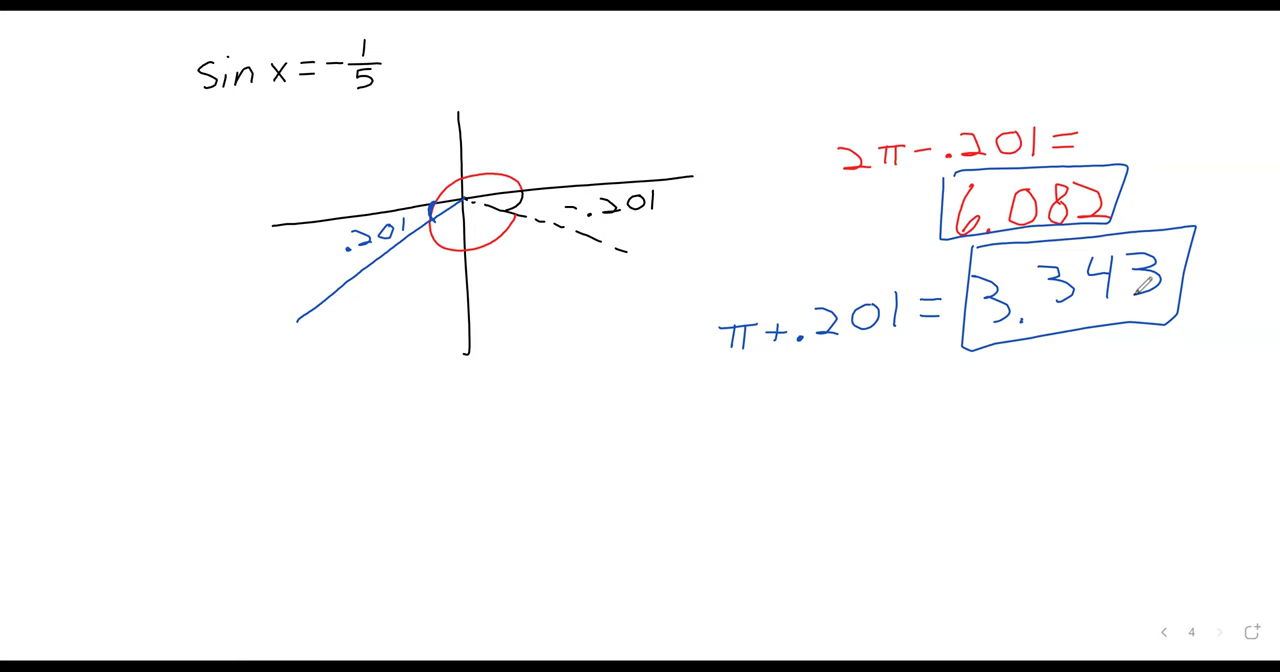 sin x = -1/5
2π - .201 =
6.082
-.201
.201
π + .201 = 3.343
4